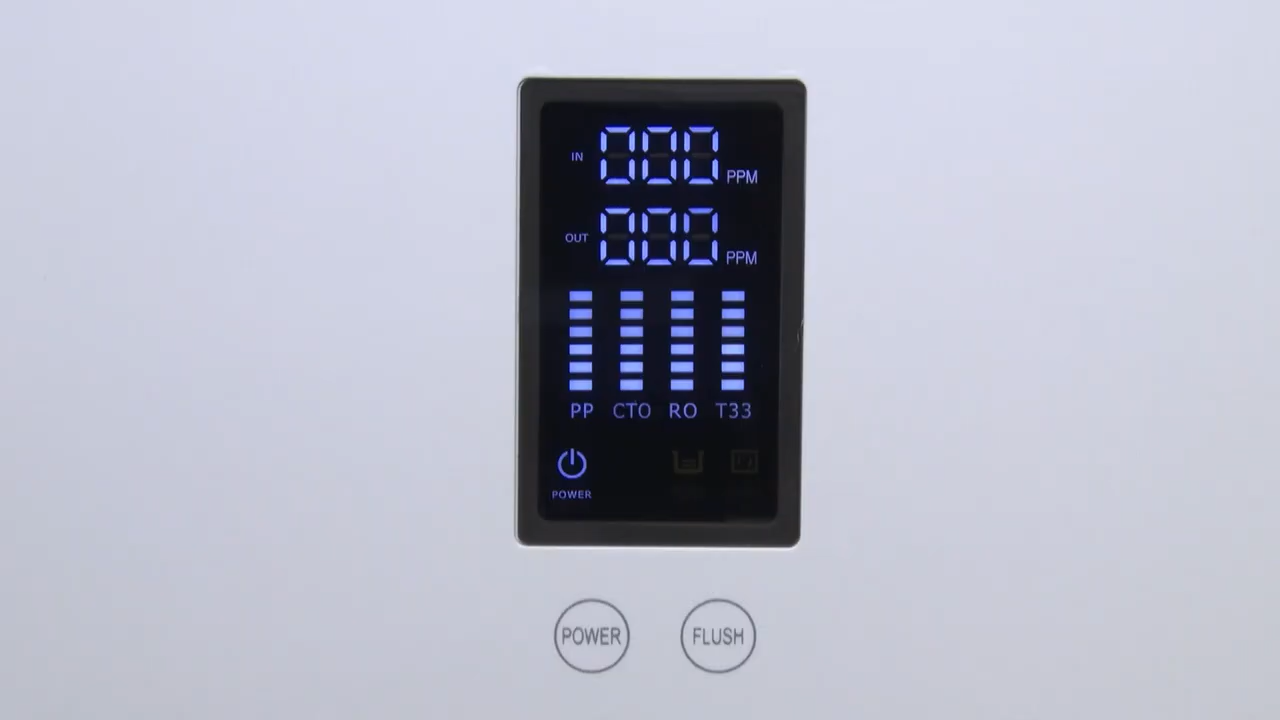 IN 000 PPM
OUT 000 PPM
PP CTO RO T33
POWER
POWER FLUSH